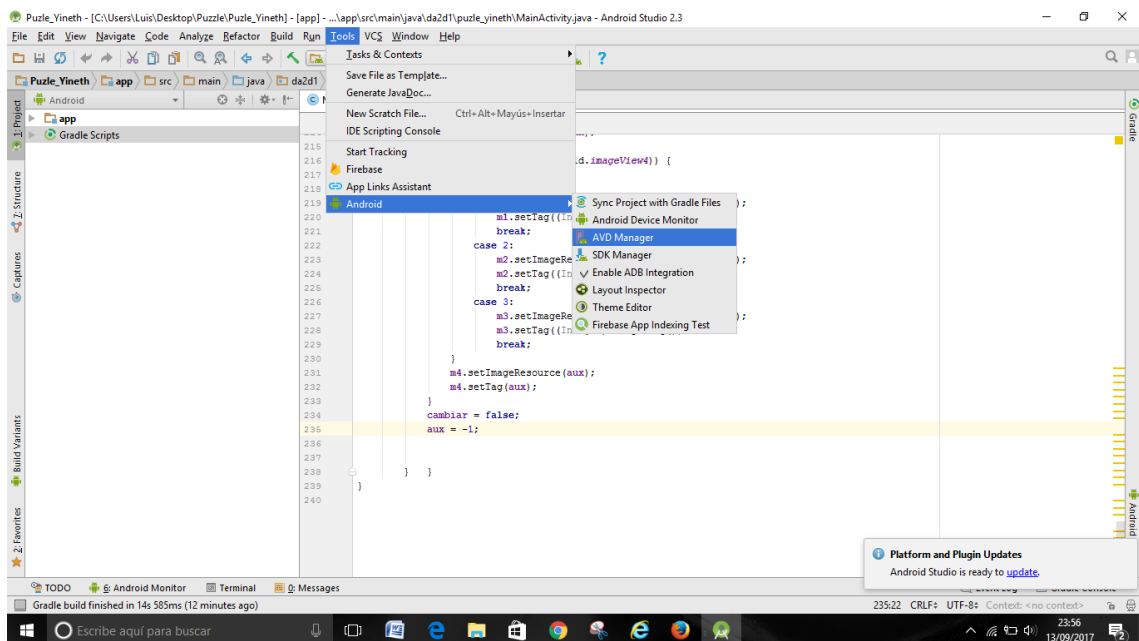 Puzle_Yineth - [C:\Users\Luis\Desktop\Puzzle\Puzle_Yineth] - [app] - ...\app\src\main\java\da2d1\puzle_yineth\MainActivity.java - Android Studio 2.3
File Edit View Navigate Code Analyze Refactor Build Run Tools VCS Window Help
Puzle_Yineth app src main java da2d1
Android
1: Project
app
Gradle Scripts
Z: Structure
Captures
Build Variants
2: Favorites
Tasks & Contexts
Save File as Template...
Generate JavaDoc...
New Scratch File... Ctrl+Alt+Mayús+Insertar
IDE Scripting Console
Start Tracking
Firebase
App Links Assistant
Android
Sync Project with Gradle Files
Android Device Monitor
AVD Manager
SDK Manager
Enable ADB Integration
Layout Inspector
Theme Editor
Firebase App Indexing Test
215
216 .imageView4)) {
217
218
219 );
220 m1.setTag((In
221 break;
222 case 2:
223 m2.setImageRe );
224 m2.setTag((In
225 break;
226 case 3:
227 m3.setImageRe );
228 m3.setTag((In
229 break;
230 }
231 m4.setImageResource(aux);
232 m4.setTag(aux);
233 }
234 cambiar = false;
235 aux = -1;
236
237
238 } }
239 }
240
Gradle
Android
Platform and Plugin Updates
Android Studio is ready to update.
TODO 6: Android Monitor Terminal 0: Messages
Gradle build finished in 14s 585ms (12 minutes ago) 235:22 CRLF÷ UTF-8÷ Context: <no context>
Escribe aquí para buscar
23:56
13/09/2017